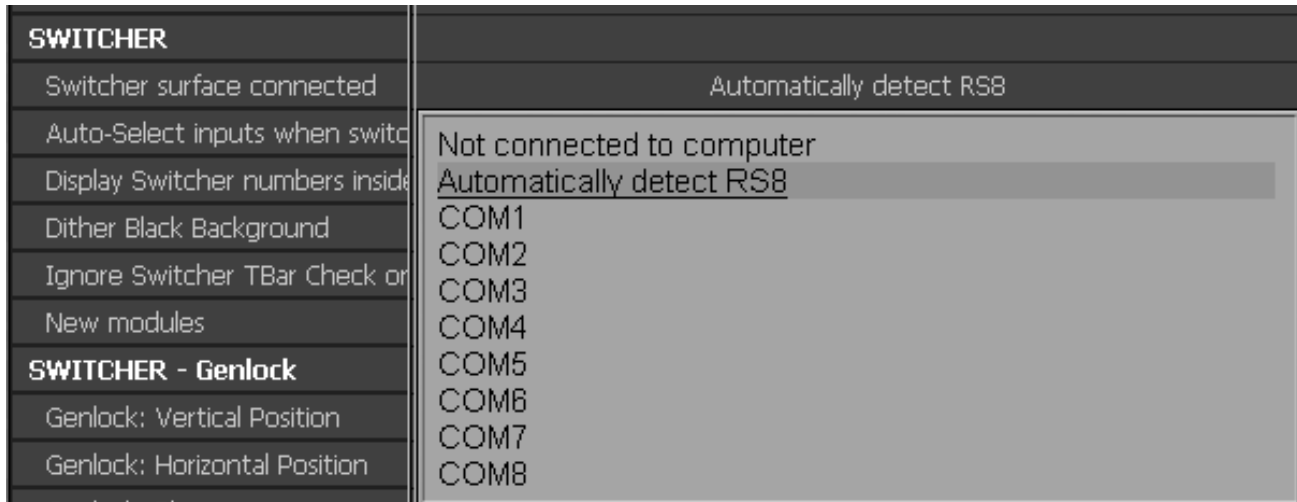 SWITCHER
Switcher surface connected
Automatically detect RS8
Auto-Select inputs when switc
Display Switcher numbers inside
Dither Black Background
Ignore Switcher TBar Check or
New modules
SWITCHER - Genlock
Genlock: Vertical Position
Genlock: Horizontal Position
Not connected to computer
Automatically detect RS8
COM1
COM2
COM3
COM4
COM5
COM6
COM7
COM8